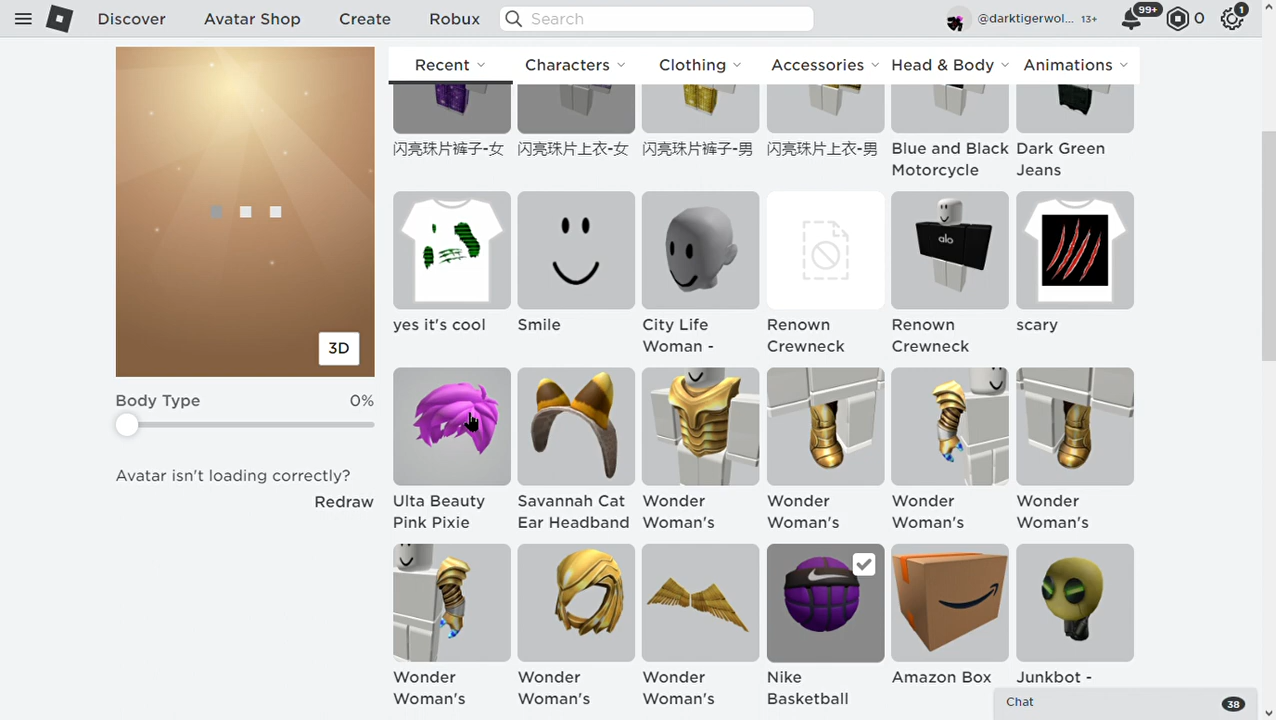 Discover Avatar Shop Create Robux Search @darktigerwol... 13+ 99+ 0 1
Recent Characters Clothing Accessories Head & Body Animations
闪亮珠片裤子-女 闪亮珠片上衣-女 闪亮珠片裤子-男 闪亮珠片上衣-男 Blue and Black Dark Green
Motorcycle Jeans
alo
yes it's cool Smile City Life Renown Renown scary
Woman - Crewneck Crewneck
3D
Body Type 0%
Avatar isn't loading correctly?
Redraw
Ulta Beauty Savannah Cat Wonder Wonder Wonder Wonder
Pink Pixie Ear Headband Woman's Woman's Woman's Woman's
Wonder Wonder Wonder Nike Amazon Box Junkbot -
Woman's Woman's Woman's Basketball
Chat 38